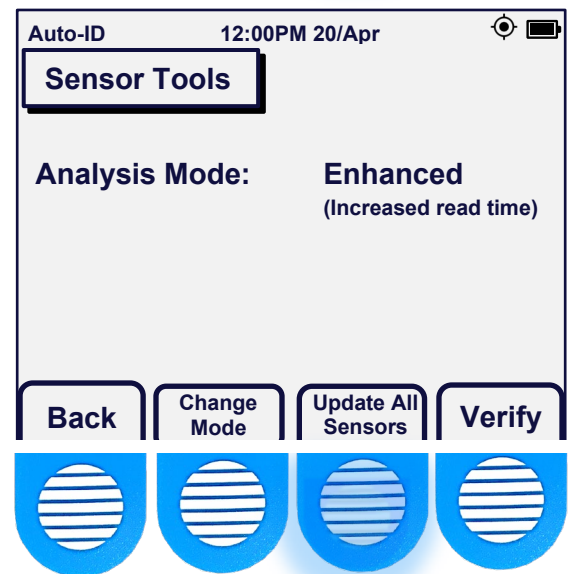 Auto-ID 12:00PM 20/Apr
Sensor Tools
Analysis Mode: Enhanced
(Increased read time)
Back Change Mode Update All Sensors Verify